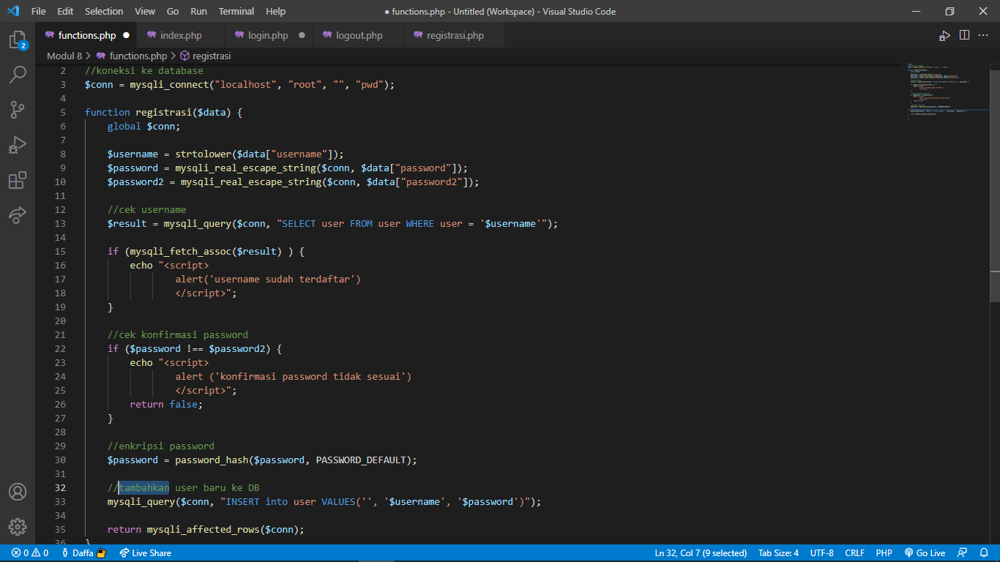 File Edit Selection View Go Run Terminal Help
● functions.php - Untitled (Workspace) - Visual Studio Code
functions.php ● index.php login.php ● logout.php registrasi.php
Modul 8 > functions.php > registrasi
2 //koneksi ke database
3 $conn = mysqli_connect("localhost", "root", "", "pwd");
4
5 function registrasi($data) {
6 global $conn;
7
8 $username = strtolower($data["username"]);
9 $password = mysqli_real_escape_string($conn, $data["password"]);
10 $password2 = mysqli_real_escape_string($conn, $data["password2"]);
11
12 //cek username
13 $result = mysqli_query($conn, "SELECT user FROM user WHERE user = '$username'");
14
15 if (mysqli_fetch_assoc($result) ) {
16 echo "<script>
17 alert('username sudah terdaftar')
18 </script>";
19 }
20
21 //cek konfirmasi password
22 if ($password !== $password2) {
23 echo "<script>
24 alert ('konfirmasi password tidak sesuai')
25 </script>";
26 return false;
27 }
28
29 //enkripsi password
30 $password = password_hash($password, PASSWORD_DEFAULT);
31
32 //tambahkan user baru ke DB
33 mysqli_query($conn, "INSERT into user VALUES('', '$username', '$password')");
34
35 return mysqli_affected_rows($conn);
36 }
2
0 0 Daffa Live Share Ln 32, Col 7 (9 selected) Tab Size: 4 UTF-8 CRLF PHP Go Live